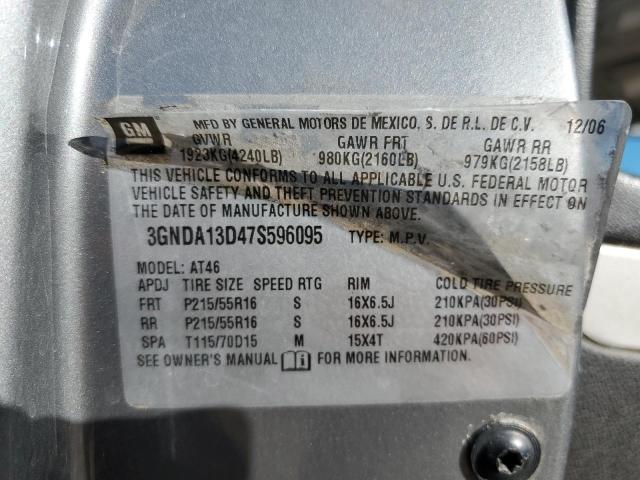 GM
MFD BY GENERAL MOTORS DE MEXICO, S. DE R.L. DE C.V. 12/06
GVWR GAWR FRT GAWR RR
1923KG(4240LB) 980KG(2160LB) 979KG(2158LB)
THIS VEHICLE CONFORMS TO ALL APPLICABLE U.S. FEDERAL MOTOR
VEHICLE SAFETY AND THEFT PREVENTION STANDARDS IN EFFECT ON
THE DATE OF MANUFACTURE SHOWN ABOVE.
3GNDA13D47S596095 TYPE: M.P.V.
MODEL: AT46
APDJ TIRE SIZE SPEED RTG RIM COLD TIRE PRESSURE
FRT P215/55R16 S 16X6.5J 210KPA(30PSI)
RR P215/55R16 S 16X6.5J 210KPA(30PSI)
SPA T115/70D15 M 15X4T 420KPA(60PSI)
SEE OWNER'S MANUAL i FOR MORE INFORMATION.